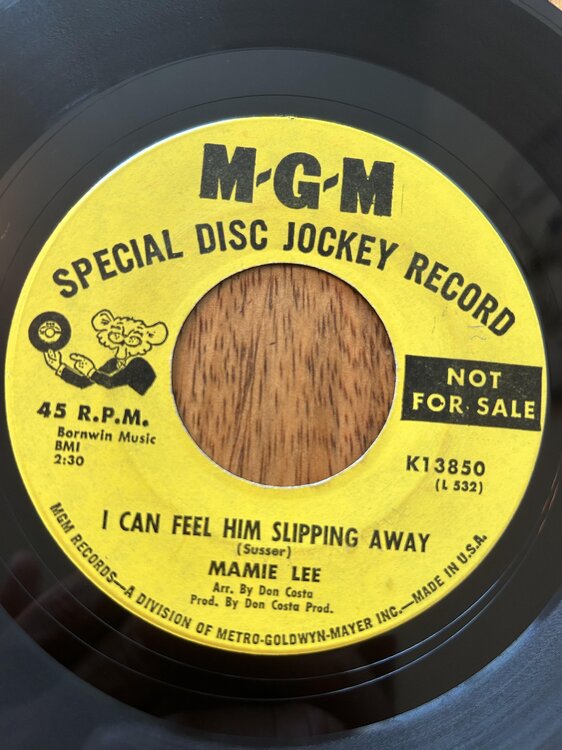 M-G-M
SPECIAL DISC JOCKEY RECORD
NOT
FOR SALE
45 R.P.M.
Bornwin Music
BMI
2:30
K13850
(L 532)
I CAN FEEL HIM SLIPPING AWAY
(Susser)
MAMIE LEE
Arr. By Don Costa
Prod. By Don Costa Prod.
MGM RECORDS—A DIVISION OF METRO-GOLDWYN-MAYER INC.—MADE IN U.S.A.